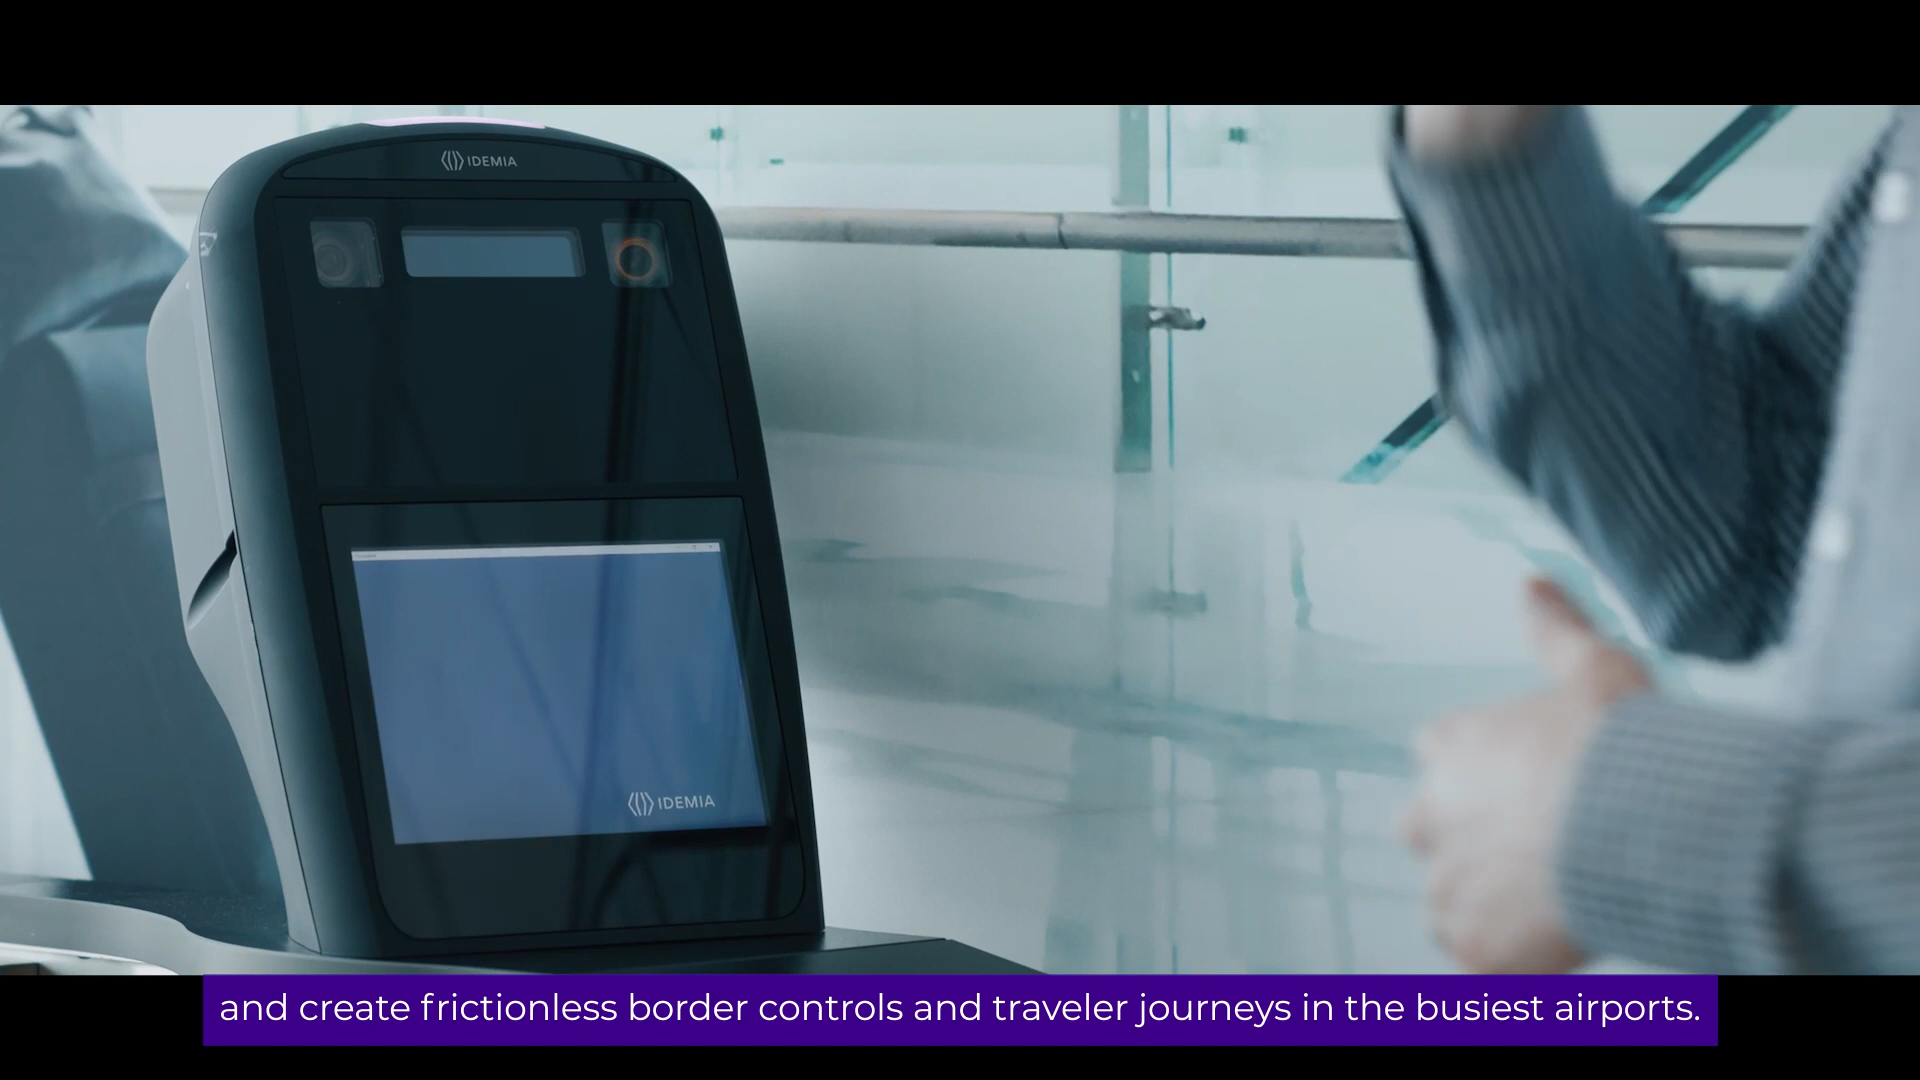 IDEMIA
IDEMIA
and create frictionless border controls and traveler journeys in the busiest airports.